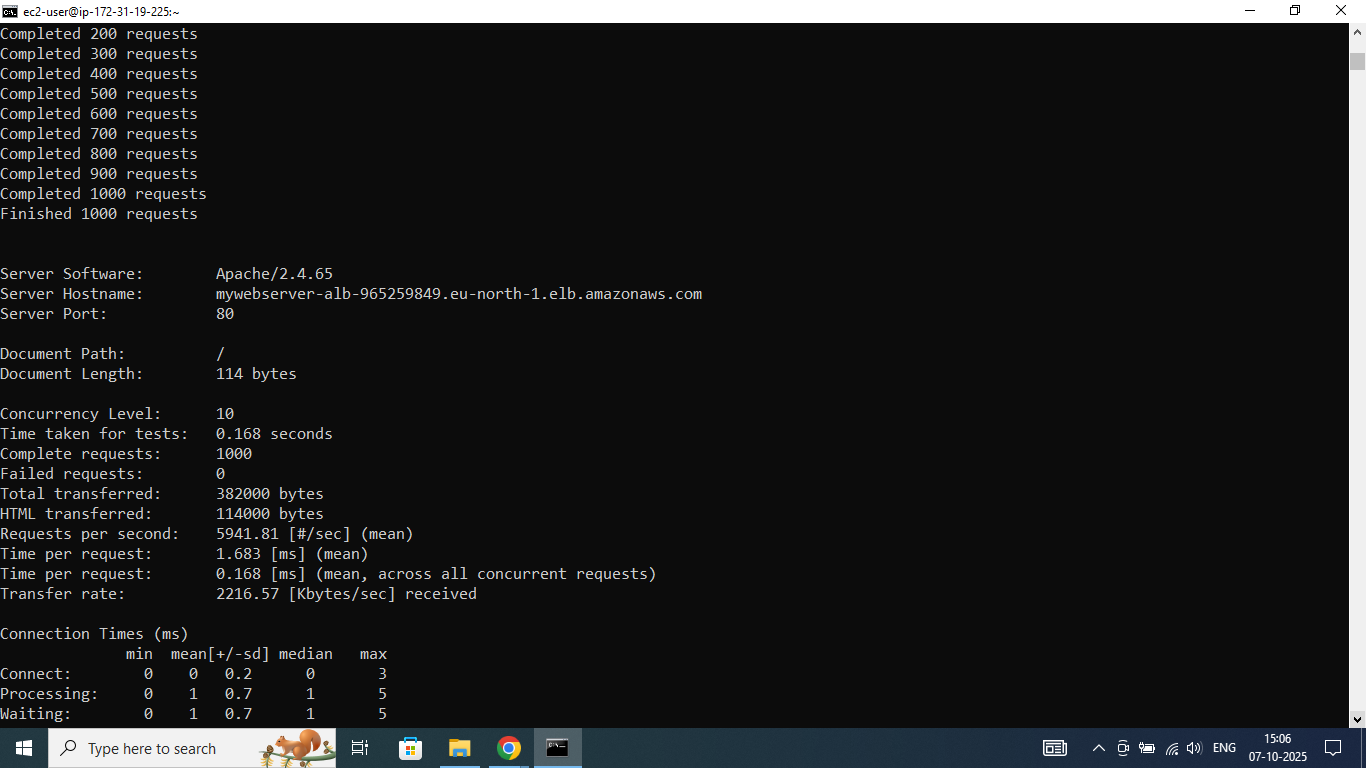 ec2-user@ip-172-31-19-225:~
Completed 200 requests
Completed 300 requests
Completed 400 requests
Completed 500 requests
Completed 600 requests
Completed 700 requests
Completed 800 requests
Completed 900 requests
Completed 1000 requests
Finished 1000 requests
Server Software:        Apache/2.4.65
Server Hostname:        mywebserver-alb-965259849.eu-north-1.elb.amazonaws.com
Server Port:            80
Document Path:          /
Document Length:        114 bytes
Concurrency Level:      10
Time taken for tests:   0.168 seconds
Complete requests:      1000
Failed requests:        0
Total transferred:      382000 bytes
HTML transferred:       114000 bytes
Requests per second:    5941.81 [#/sec] (mean)
Time per request:       1.683 [ms] (mean)
Time per request:       0.168 [ms] (mean, across all concurrent requests)
Transfer rate:          2216.57 [Kbytes/sec] received
Connection Times (ms)
              min  mean[+/-sd] median   max
Connect:        0    0   0.2      0       3
Processing:     0    1   0.7      1       5
Waiting:        0    1   0.7      1       5
Type here to search
ENG
15:06
07-10-2025